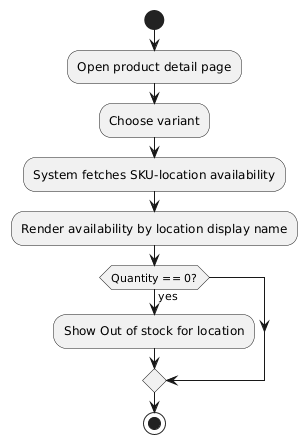 Open product detail page
Choose variant
System fetches SKU-location availability
Render availability by location display name
Quantity == 0?
yes
Show Out of stock for location